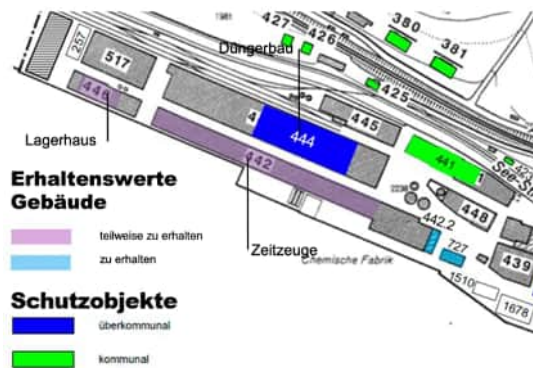 1981
427
426
380
381
Düngerbau
257
517
446
425
Lagerhaus
4
444
445
441
442
1
See-St
Erhaltenswerte
Gebäude
teilweise zu erhalten
zu erhalten
Zeitzeuge
448
442.2
727
439
Chemische Fabrik
1510
1678
Schutzobjekte
überkommunal
kommunal